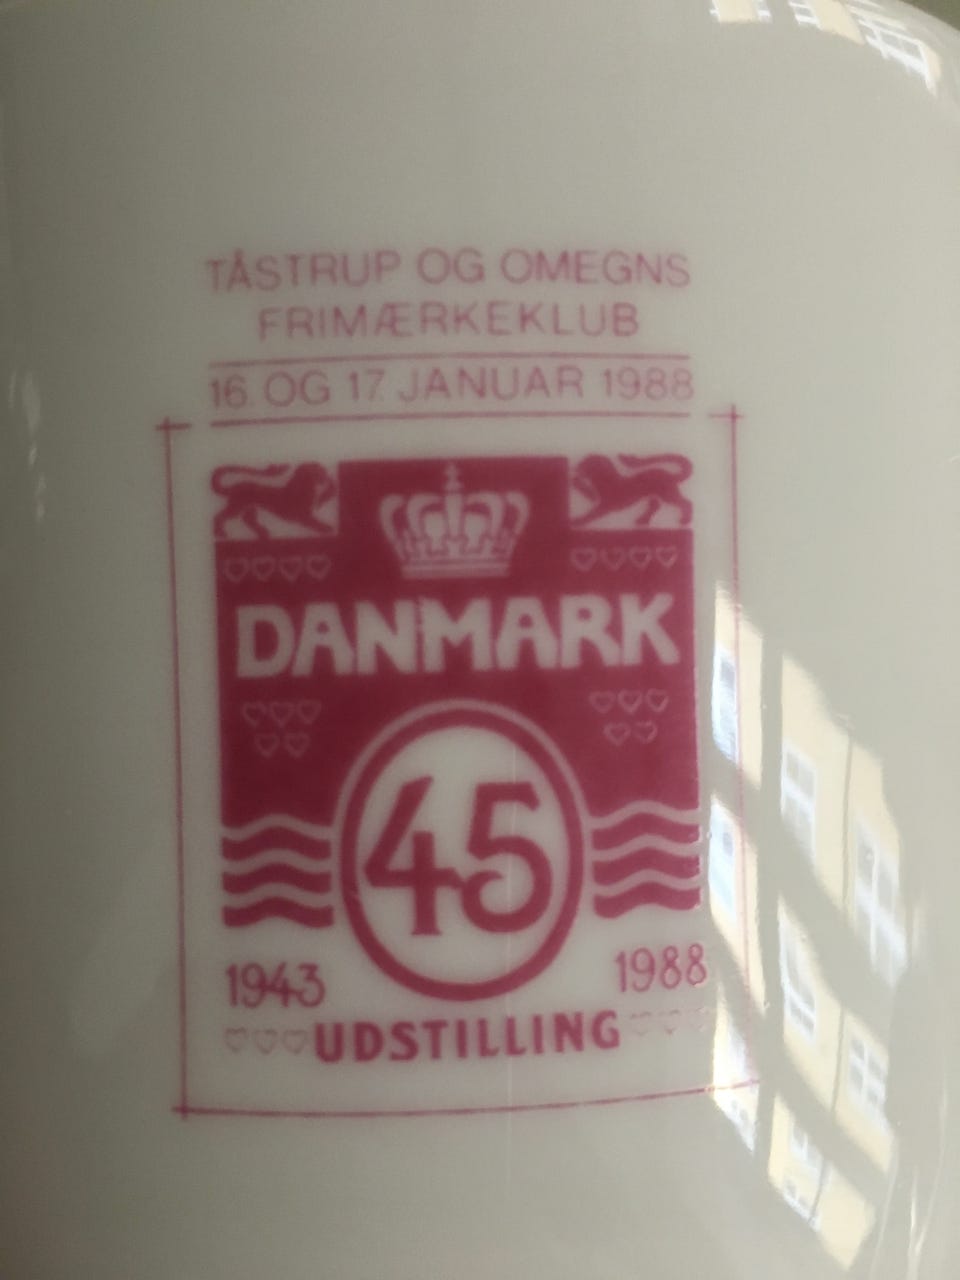 TÅSTRUP OG OMEGNS
FRIMÆRKEKLUB
16. OG 17. JANUAR 1988
DANMARK
45
1943 1988
UDSTILLING